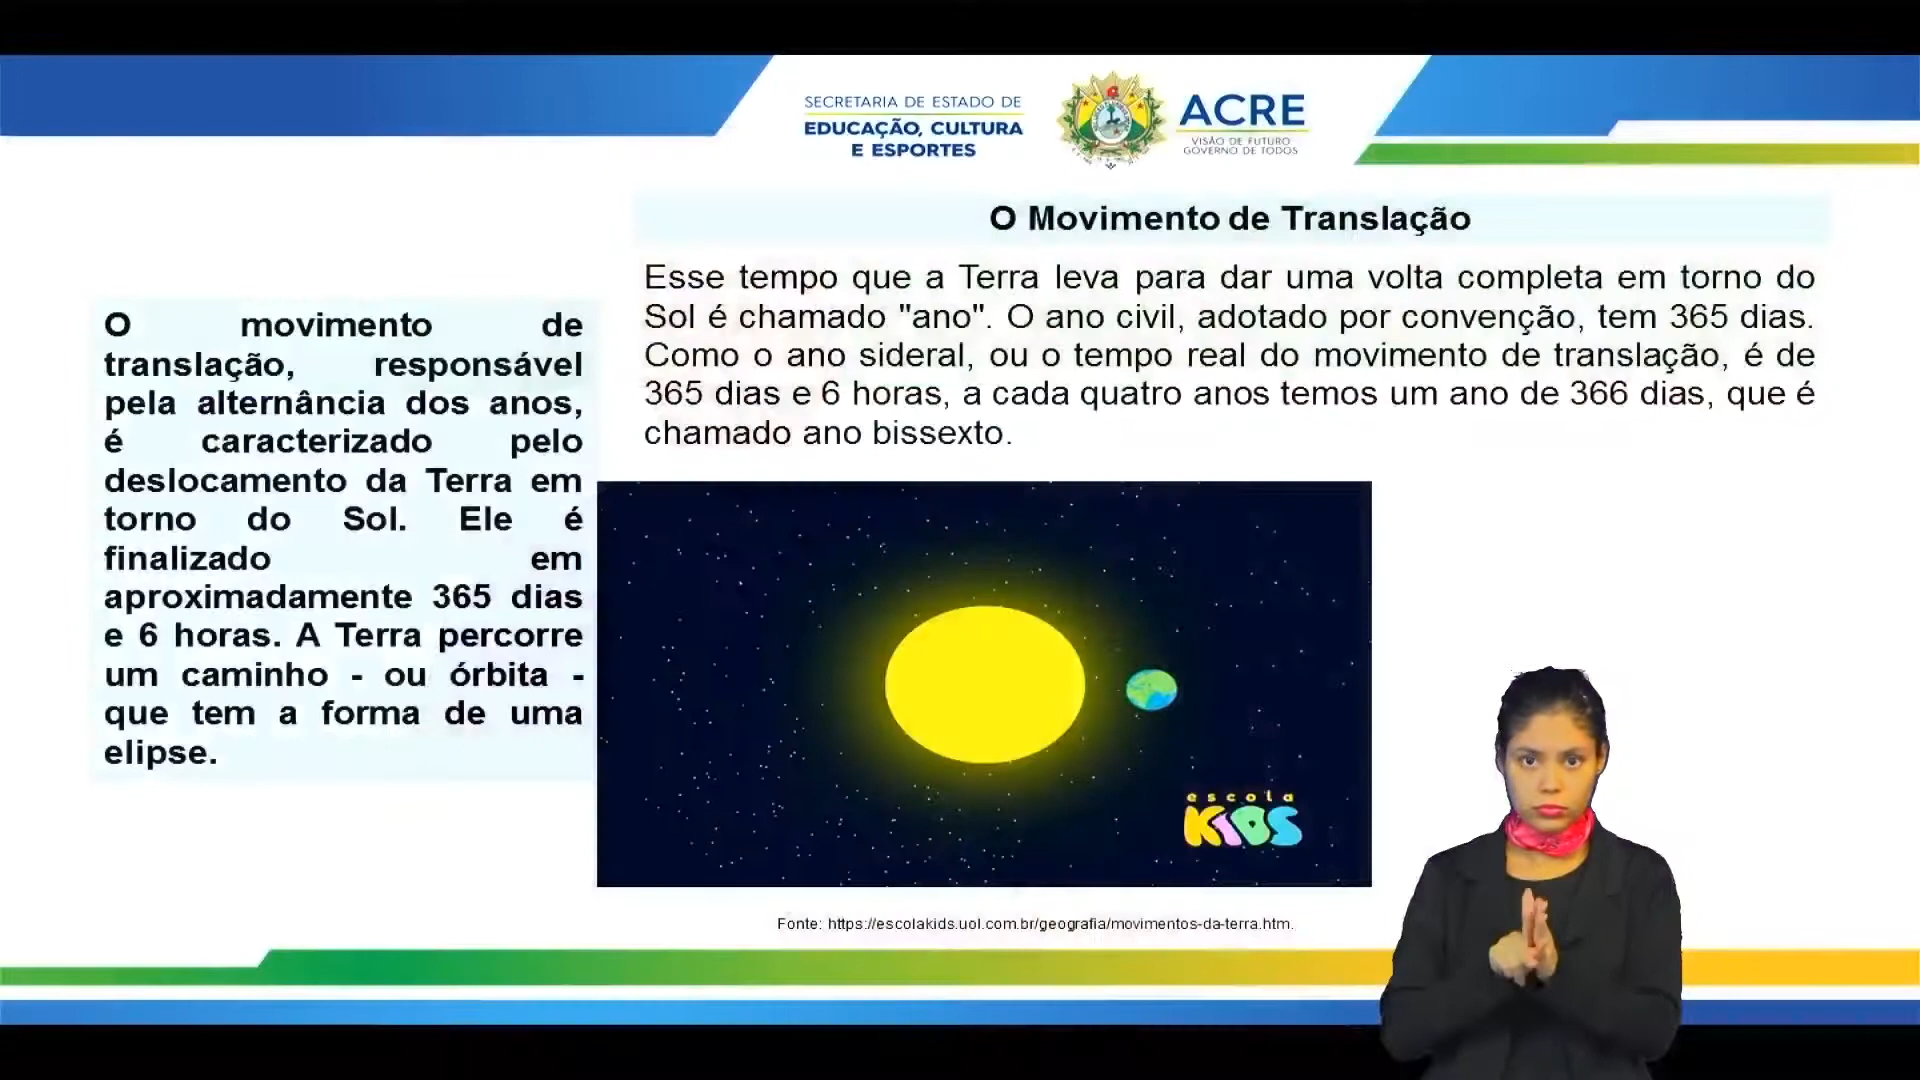 SECRETARIA DE ESTADO DE
EDUCAÇÃO, CULTURA
E ESPORTES
ACRE
VISÃO DE FUTURO
GOVERNO DE TODOS
O Movimento de Translação
Esse tempo que a Terra leva para dar uma volta completa em torno do
Sol é chamado "ano". O ano civil, adotado por convenção, tem 365 dias.
Como o ano sideral, ou o tempo real do movimento de translação, é de
365 dias e 6 horas, a cada quatro anos temos um ano de 366 dias, que é
chamado ano bissexto.
O movimento de
translação, responsável
pela alternância dos anos,
é caracterizado pelo
deslocamento da Terra em
torno do Sol. Ele é
finalizado em
aproximadamente 365 dias
e 6 horas. A Terra percorre
um caminho - ou órbita -
que tem a forma de uma
elipse.
escola
KIDS
Fonte: https://escolakids.uol.com.br/geografia/movimentos-da-terra.htm.